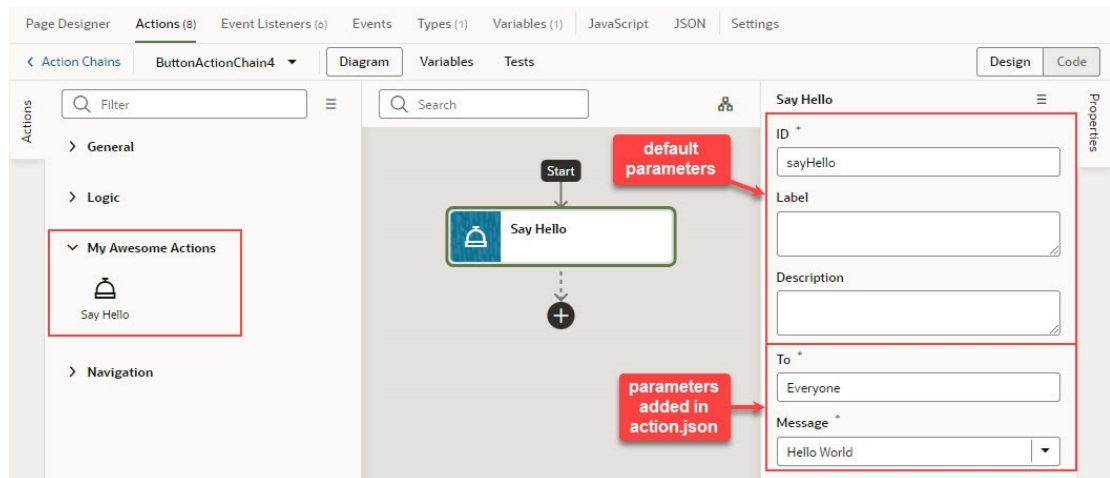 Page Designer Actions (8) Event Listeners (6) Events Types (1) Variables (1) JavaScript JSON Settings
< Action Chains ButtonActionChain4 Diagram Variables Tests Design Code
Actions
Filter
General
Logic
My Awesome Actions
Say Hello
Navigation
Search
Start
Say Hello
default
parameters
parameters
added in
action.json
Say Hello
Properties
ID *
sayHello
Label
Description
To *
Everyone
Message *
Hello World